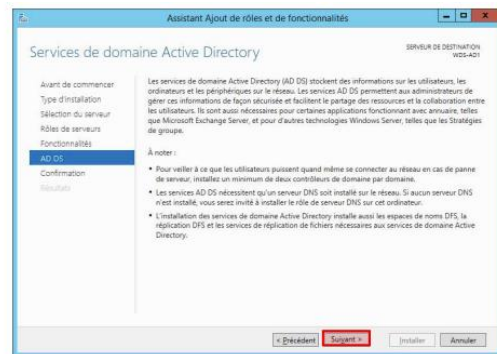 Assistant Ajout de rôles et de fonctionnalités
Services de domaine Active Directory
SERVEUR DE DESTINATION
WDS-AD1
Avant de commencer
Type d'installation
Sélection du serveur
Rôles de serveurs
Fonctionnalités
AD DS
Confirmation
Résultats
Les services de domaine Active Directory (AD DS) stockent des informations sur les utilisateurs, les
ordinateurs et les périphériques sur le réseau. Les services AD DS permettent aux administrateurs de
gérer ces informations de façon sécurisée et facilitent le partage des ressources et la collaboration entre
les utilisateurs. Ils sont aussi nécessaires pour certaines applications fonctionnant avec annuaire, telles
que Microsoft Exchange Server, et pour d'autres technologies Windows Server, telles que les Stratégies
de groupe.
À noter :
• Pour veiller à ce que les utilisateurs puissent quand même se connecter au réseau en cas de panne
de serveur, installez un minimum de deux contrôleurs de domaine par domaine.
• Les services AD DS nécessitent qu'un serveur DNS soit installé sur le réseau. Si aucun serveur DNS
n'est installé, vous serez invité à installer le rôle de serveur DNS sur cet ordinateur.
• L'installation des services de domaine Active Directory installe aussi les espaces de noms DFS, la
réplication DFS et les services de réplication de fichiers nécessaires aux services de domaine Active
Directory.
< Précédent
Suivant >
Installer
Annuler